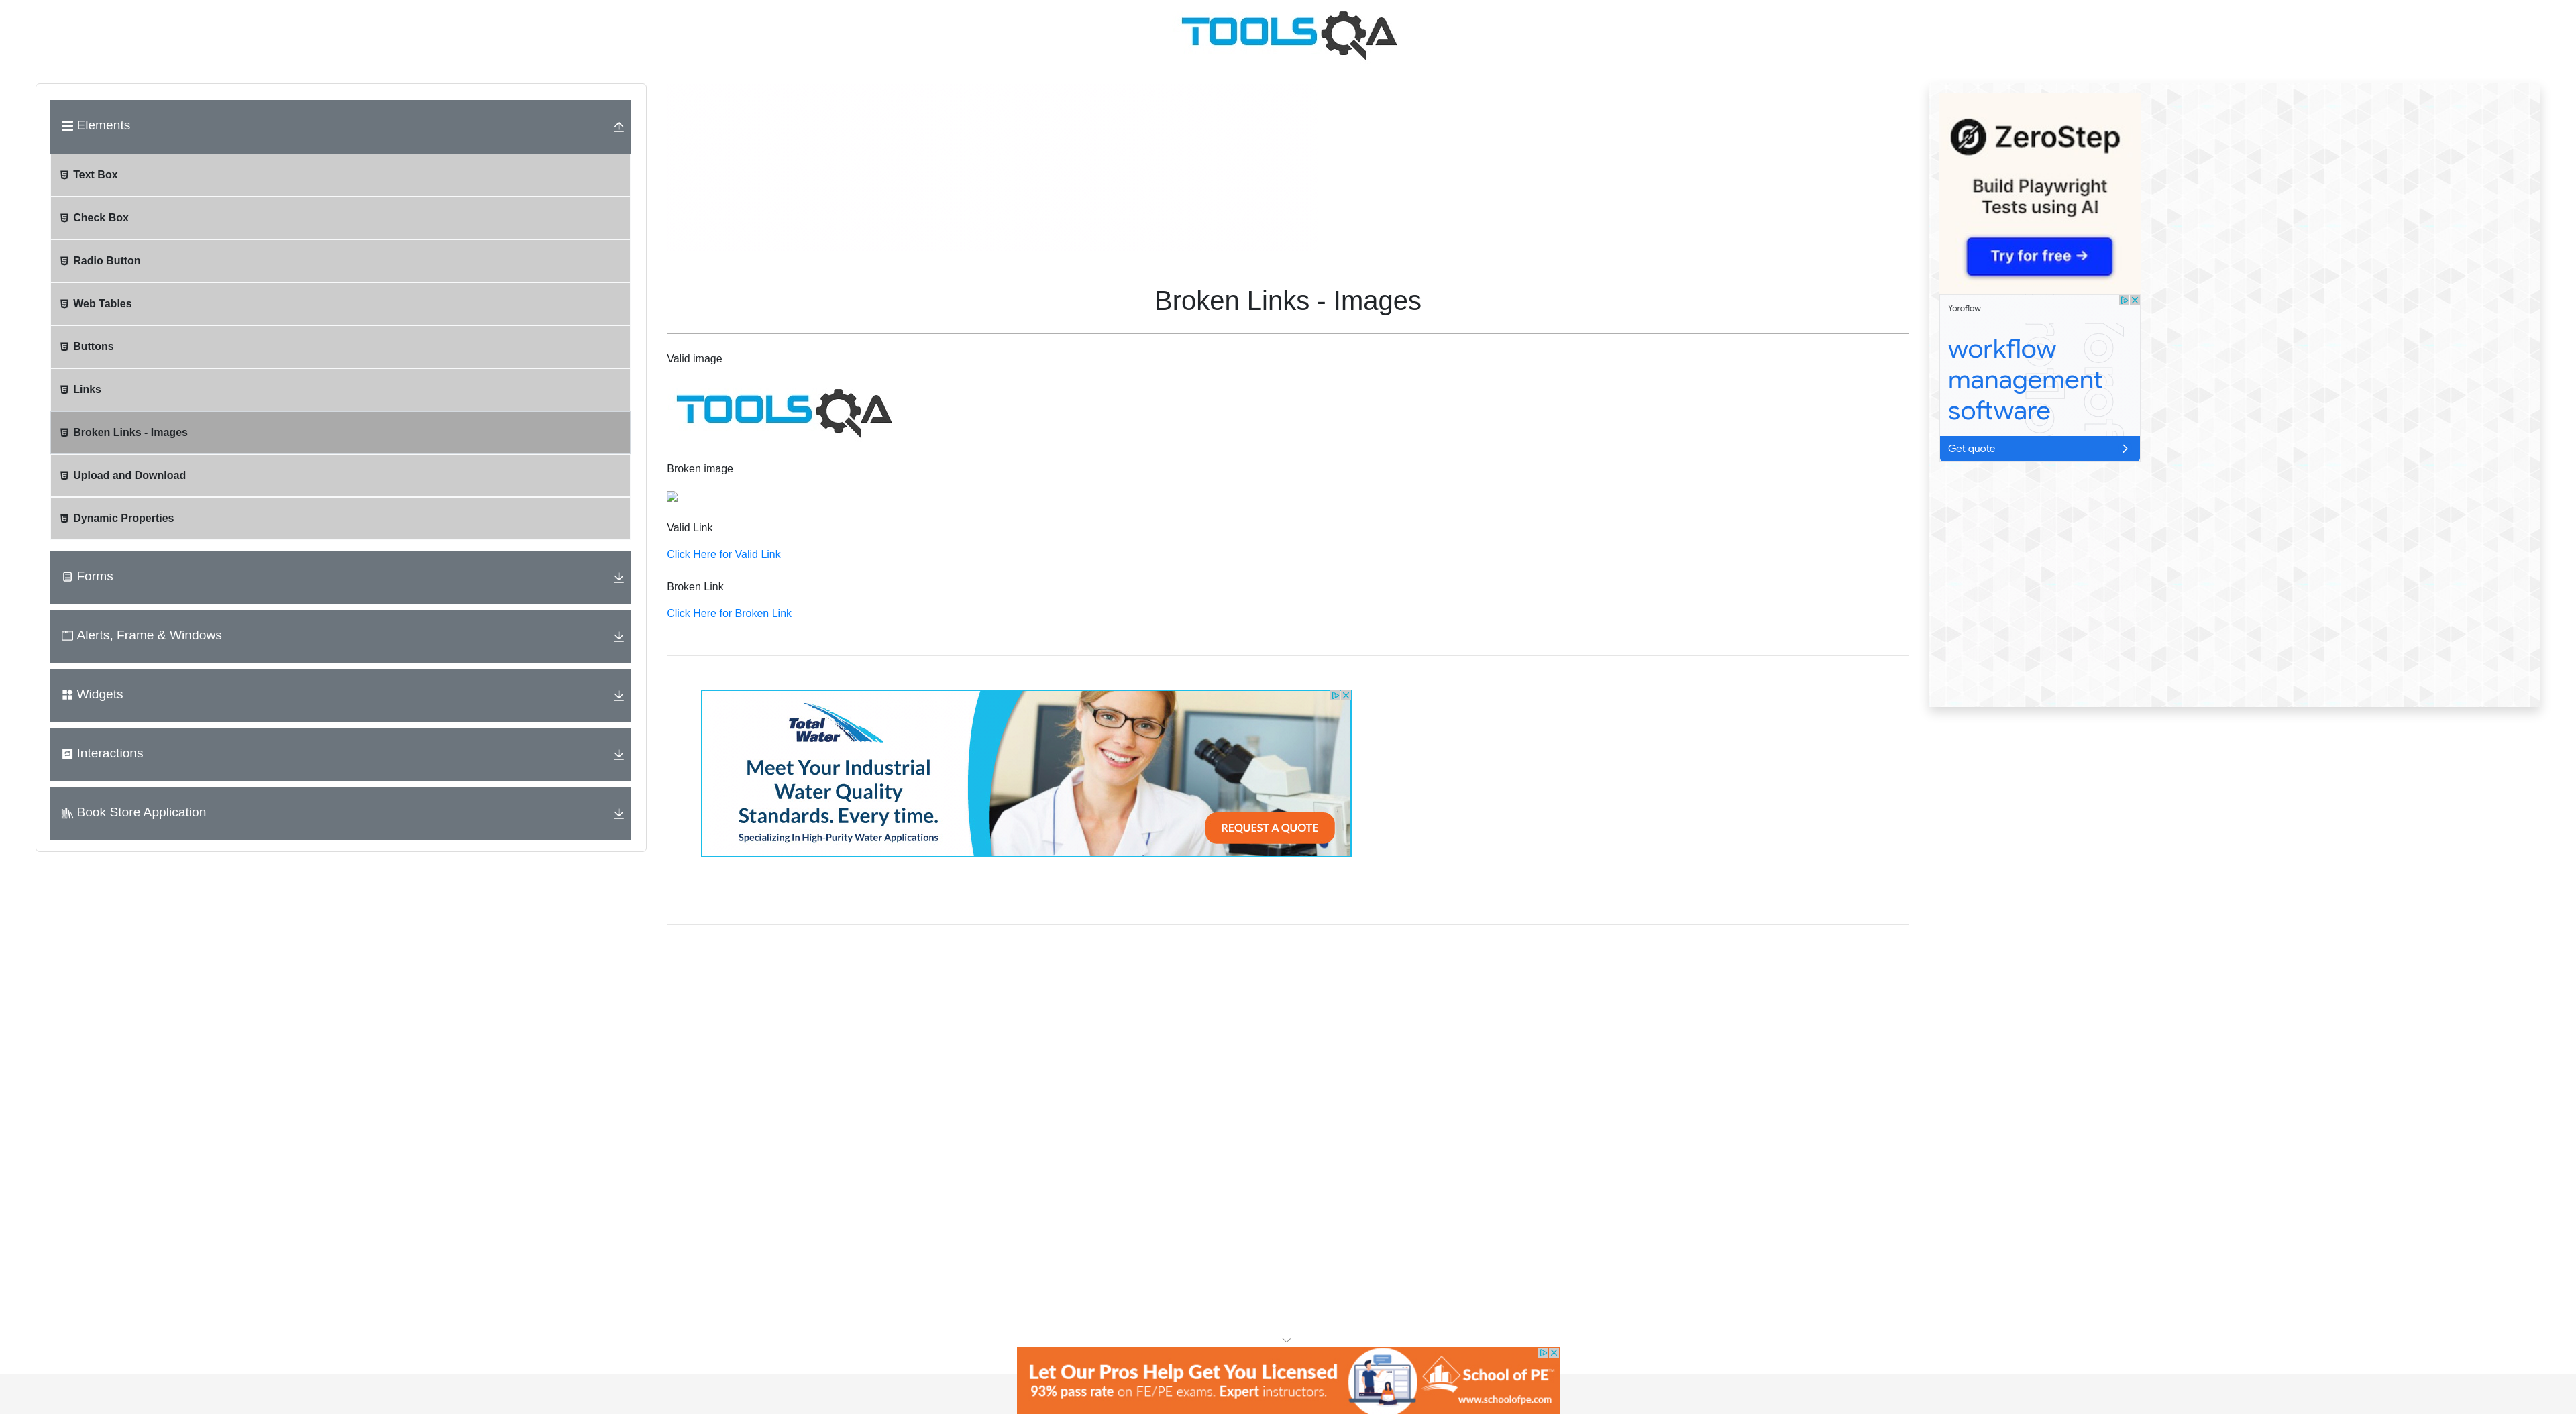 TOOLSQA
Elements
Text Box
Check Box
Radio Button
Web Tables
Buttons
Links
Broken Links - Images
Upload and Download
Dynamic Properties
Forms
Alerts, Frame & Windows
Widgets
Interactions
Book Store Application
Broken Links - Images
Valid image
TOOLSQA
Broken image
Valid Link
Click Here for Valid Link
Broken Link
Click Here for Broken Link
Total
Water
Meet Your Industrial
Water Quality
Standards. Every time.
Specializing In High-Purity Water Applications
REQUEST A QUOTE
ZeroStep
Build Playwright
Tests using AI
Try for free →
Yoroflow
workflow
management
software
Get quote
Let Our Pros Help Get You Licensed
93% pass rate on FE/PE exams. Expert instructors.
School of PE
www.schoolofpe.com